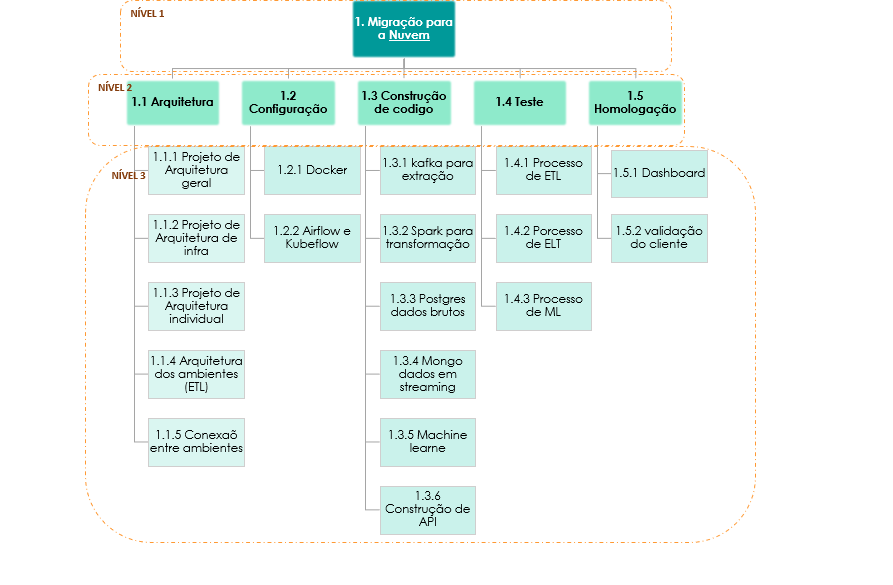 NÍVEL 1
1. Migração para
a Nuvem
NÍVEL 2
1.1 Arquitetura
1.2
Configuração
1.3 Construção
de codigo
1.4 Teste
1.5
Homologação
NÍVEL 3
1.1.1 Projeto de
Arquitetura
geral
1.1.2 Projeto de
Arquitetura de
infra
1.1.3 Projeto de
Arquitetura
individual
1.1.4 Arquitetura
dos ambientes
(ETL)
1.1.5 Conexaõ
entre ambientes
1.2.1 Docker
1.2.2 Airflow e
Kubeflow
1.3.1 kafka para
extração
1.3.2 Spark para
transformação
1.3.3 Postgres
dados brutos
1.3.4 Mongo
dados em
streaming
1.3.5 Machine
learne
1.3.6
Construção de
API
1.4.1 Processo
de ETL
1.4.2 Porcesso
de ELT
1.4.3 Processo
de ML
1.5.1 Dashboard
1.5.2 validação
do cliente